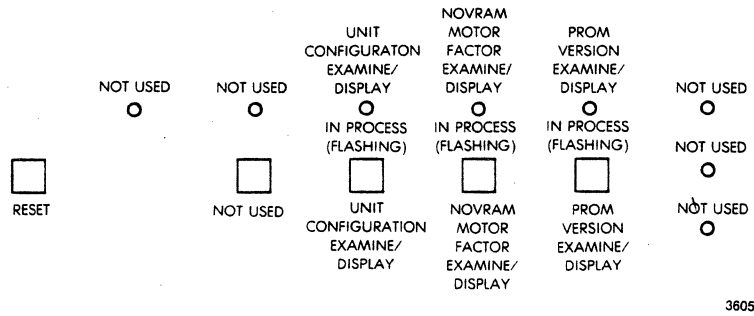 NOT USED
NOT USED
UNIT
CONFIGURATON
EXAMINE/
DISPLAY
IN PROCESS
(FLASHING)
NOVRAM
MOTOR
FACTOR
EXAMINE/
DISPLAY
IN PROCESS
(FLASHING)
PROM
VERSION
EXAMINE/
DISPLAY
IN PROCESS
(FLASHING)
NOT USED
NOT USED
NOT USED
RESET
NOT USED
UNIT
CONFIGURATION
EXAMINE/
DISPLAY
NOVRAM
MOTOR
FACTOR
EXAMINE/
DISPLAY
PROM
VERSION
EXAMINE/
DISPLAY
3605